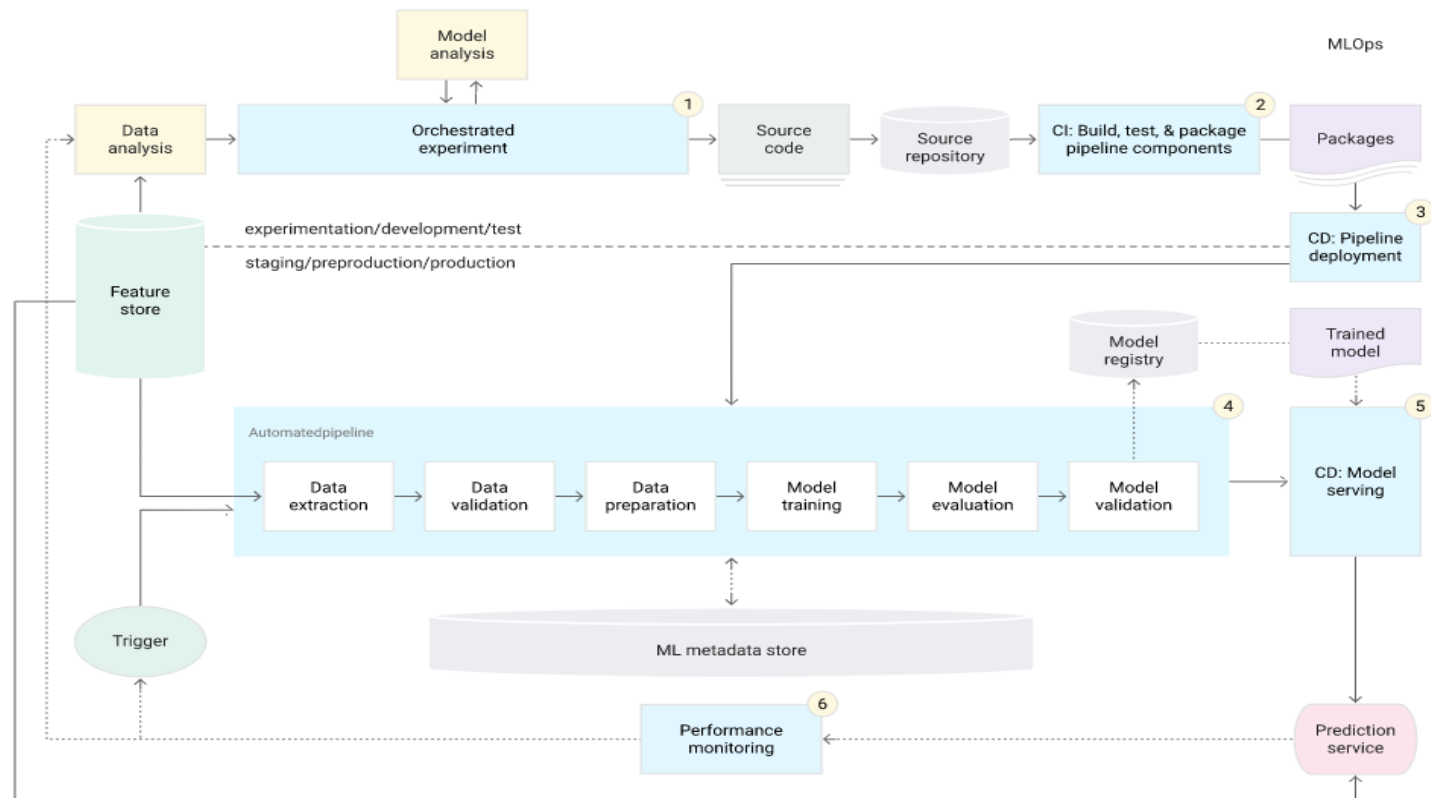 Model
analysis
MLOps
1
2
Data
analysis
Orchestrated
experiment
Source
code
Source
repository
CI: Build, test, & package
pipeline components
Packages
3
experimentation/development/test
staging/preproduction/production
CD: Pipeline
deployment
Feature
store
Model
registry
Trained
model
4
5
Automatedpipeline
Data
extraction
Data
validation
Data
preparation
Model
training
Model
evaluation
Model
validation
CD: Model
serving
Trigger
ML metadata store
6
Performance
monitoring
Prediction
service